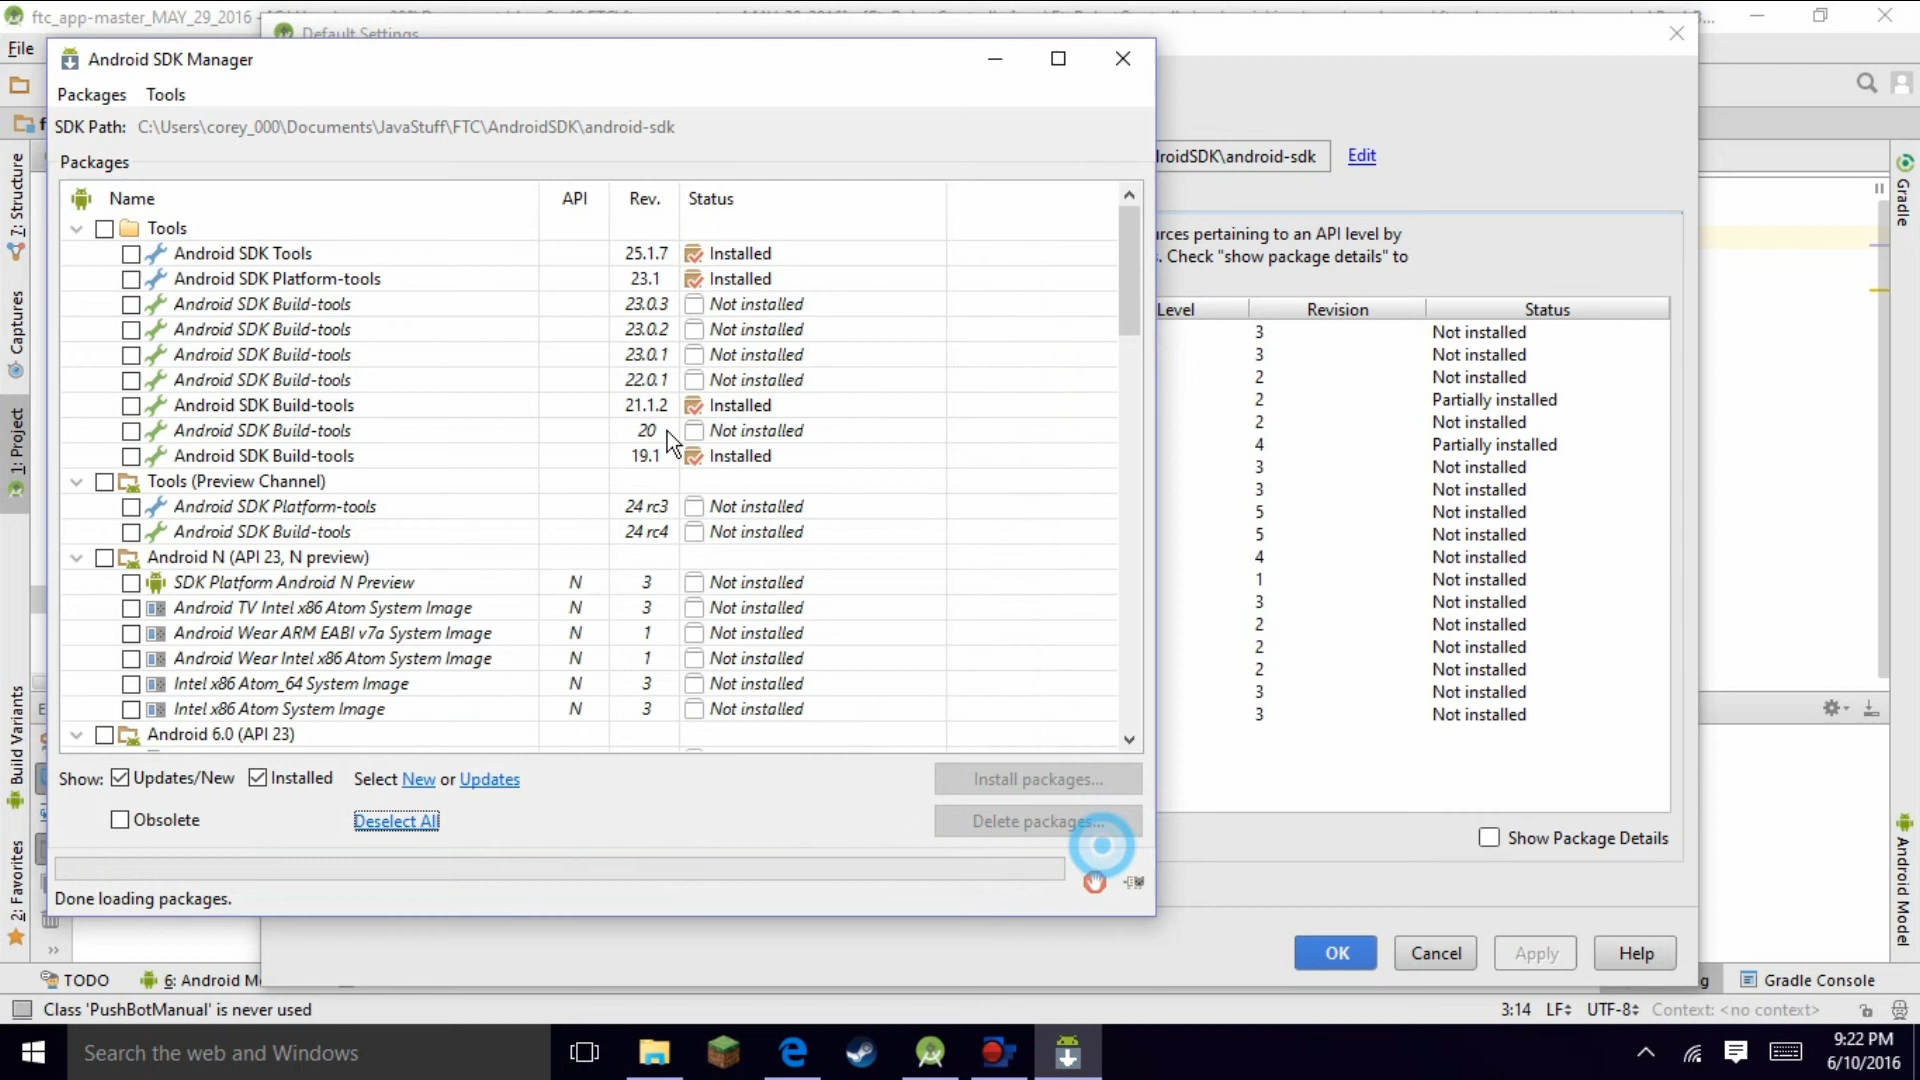 ftc_app-master_MAY_29_2016 -
Default Settings
File
Android SDK Manager
Packages Tools
SDK Path: C:\Users\corey_000\Documents\JavaStuff\FTC\AndroidSDK\android-sdk
Packages
Name API Rev. Status
Tools
Android SDK Tools 25.1.7 Installed
Android SDK Platform-tools 23.1 Installed
Android SDK Build-tools 23.0.3 Not installed
Android SDK Build-tools 23.0.2 Not installed
Android SDK Build-tools 23.0.1 Not installed
Android SDK Build-tools 22.0.1 Not installed
Android SDK Build-tools 21.1.2 Installed
Android SDK Build-tools 20 Not installed
Android SDK Build-tools 19.1 Installed
Tools (Preview Channel)
Android SDK Platform-tools 24 rc3 Not installed
Android SDK Build-tools 24 rc4 Not installed
Android N (API 23, N preview)
SDK Platform Android N Preview N 3 Not installed
Android TV Intel x86 Atom System Image N 3 Not installed
Android Wear ARM EABI v7a System Image N 1 Not installed
Android Wear Intel x86 Atom System Image N 1 Not installed
Intel x86 Atom_64 System Image N 3 Not installed
Intel x86 Atom System Image N 3 Not installed
Android 6.0 (API 23)
Show: Updates/New Installed Select New or Updates
Install packages...
Obsolete Deselect All
Delete packages...
Done loading packages.
droidSDK\android-sdk Edit
urces pertaining to an API level by
s. Check "show package details" to
Level Revision Status
3 Not installed
3 Not installed
2 Not installed
2 Partially installed
2 Not installed
4 Partially installed
3 Not installed
3 Not installed
5 Not installed
5 Not installed
4 Not installed
1 Not installed
3 Not installed
2 Not installed
2 Not installed
2 Not installed
3 Not installed
3 Not installed
Show Package Details
OK Cancel Apply Help
7: Structure
Captures
1: Project
Build Variants
2: Favorites
Gradle
Android Model
TODO 6: Android Mo
Gradle Console
Class 'PushBotManual' is never used
3:14 LF UTF-8 Context: <no context>
Search the web and Windows
9:22 PM
6/10/2016